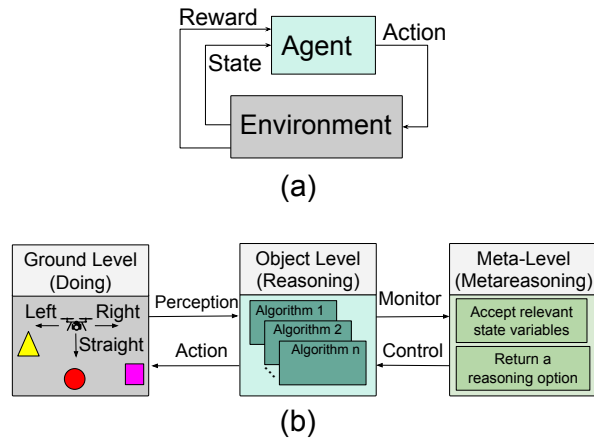 Reward
Agent
Action
State
Environment
(a)
Ground Level
(Doing)
Left
Right
Straight
Perception
Action
Object Level
(Reasoning)
Algorithm 1
Algorithm 2
Algorithm n
Monitor
Control
Meta-Level
(Metareasoning)
Accept relevant
state variables
Return a
reasoning option
(b)